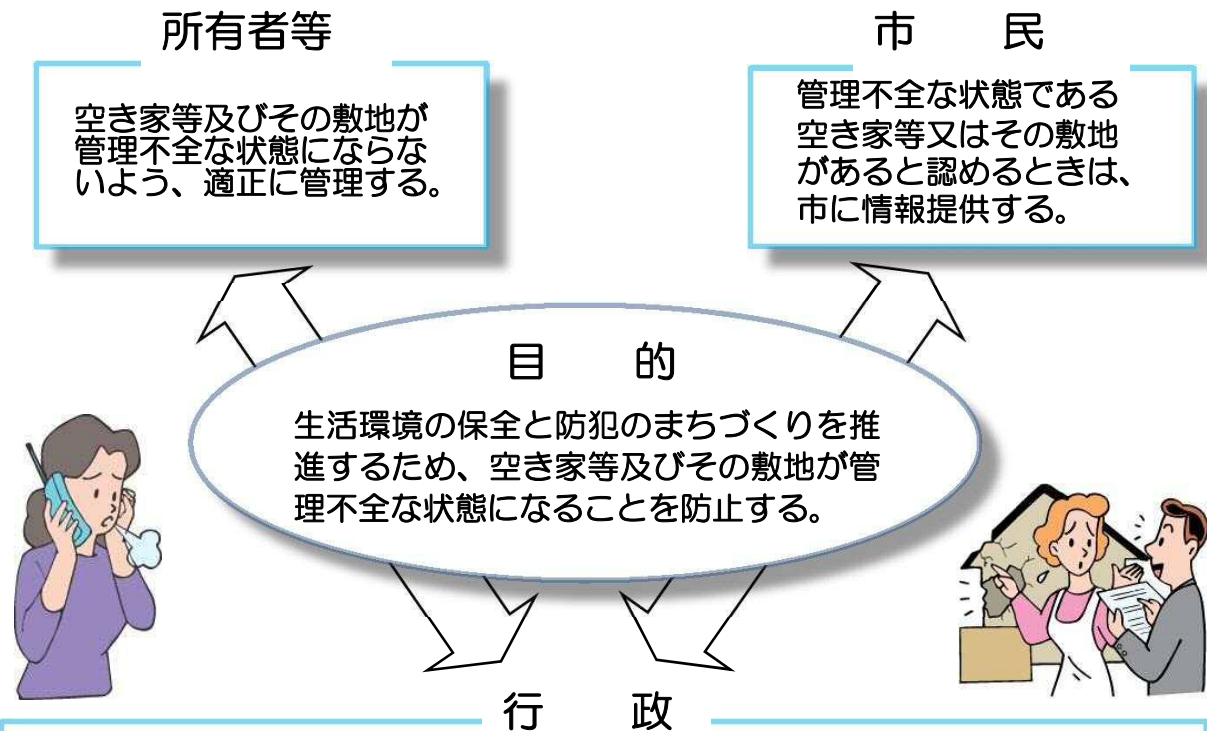 所有者等
空き家等及びその敷地が
管理不全な状態にならな
いよう、適正に管理する。
市　民
管理不全な状態である
空き家等又はその敷地
があると認めるときは、
市に情報提供する。
目　的
生活環境の保全と防犯のまちづくりを推
進するため、空き家等及びその敷地が管
理不全な状態になることを防止する。
行　政